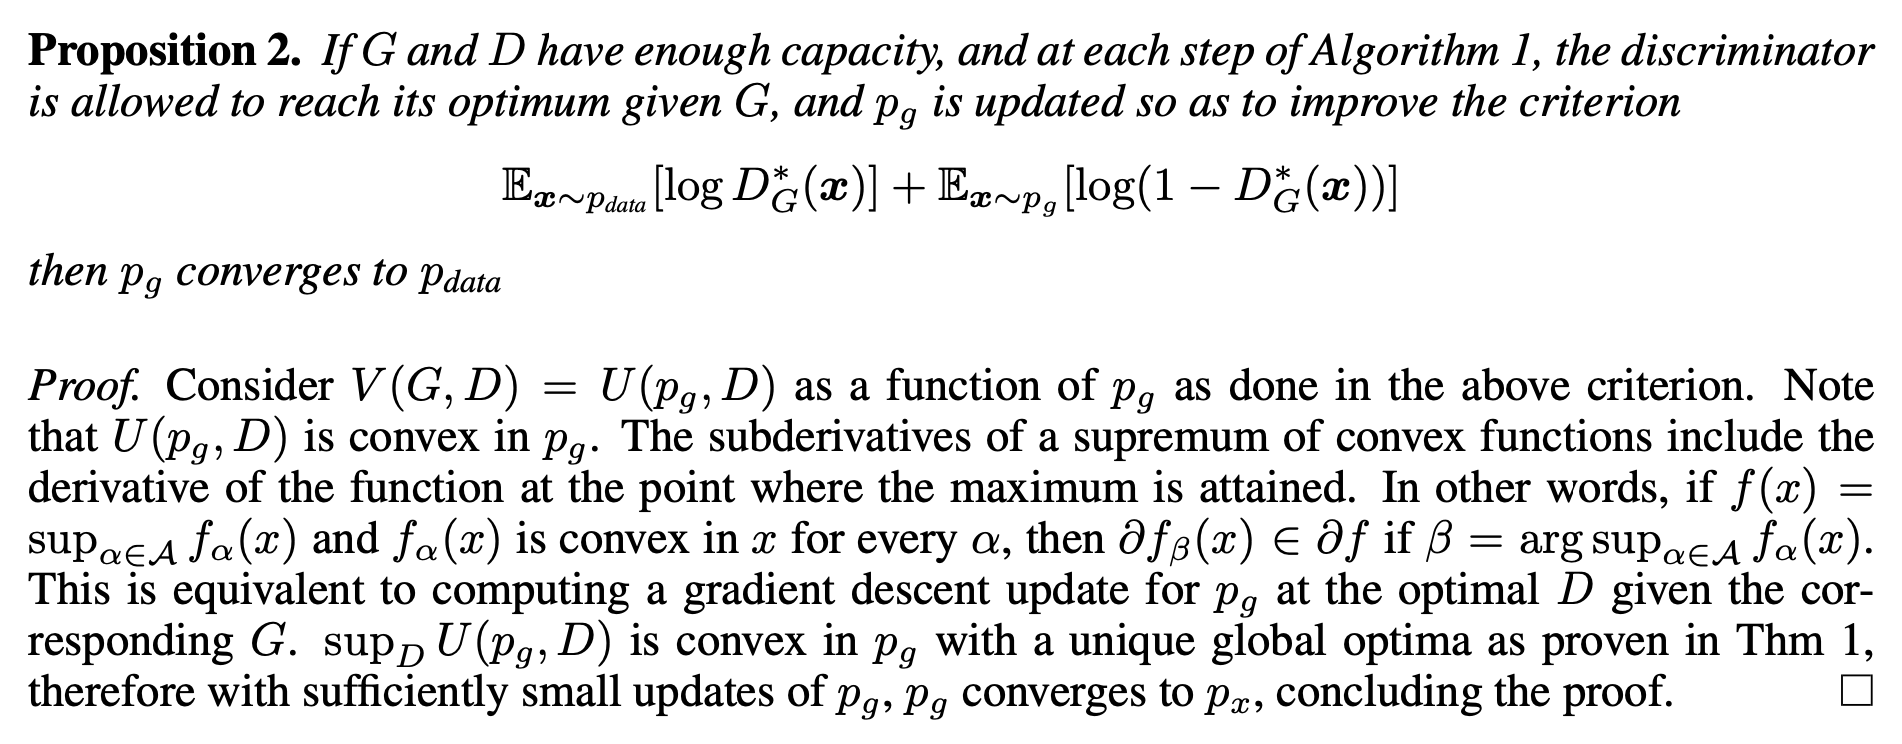 Proposition 2. If G and D have enough capacity, and at each step of Algorithm 1, the discriminator
is allowed to reach its optimum given G, and p_g is updated so as to improve the criterion
𝔼_{x∼p_data}[log D*_G(x)] + 𝔼_{x∼p_g}[log(1 − D*_G(x))]
then p_g converges to p_data
Proof. Consider V(G, D) = U(p_g, D) as a function of p_g as done in the above criterion. Note
that U(p_g, D) is convex in p_g. The subderivatives of a supremum of convex functions include the
derivative of the function at the point where the maximum is attained. In other words, if f(x) =
sup_{α∈𝒜} f_α(x) and f_α(x) is convex in x for every α, then ∂f_β(x) ∈ ∂f if β = arg sup_{α∈𝒜} f_α(x).
This is equivalent to computing a gradient descent update for p_g at the optimal D given the cor-
responding G. sup_D U(p_g, D) is convex in p_g with a unique global optima as proven in Thm 1,
therefore with sufficiently small updates of p_g, p_g converges to p_x, concluding the proof. □